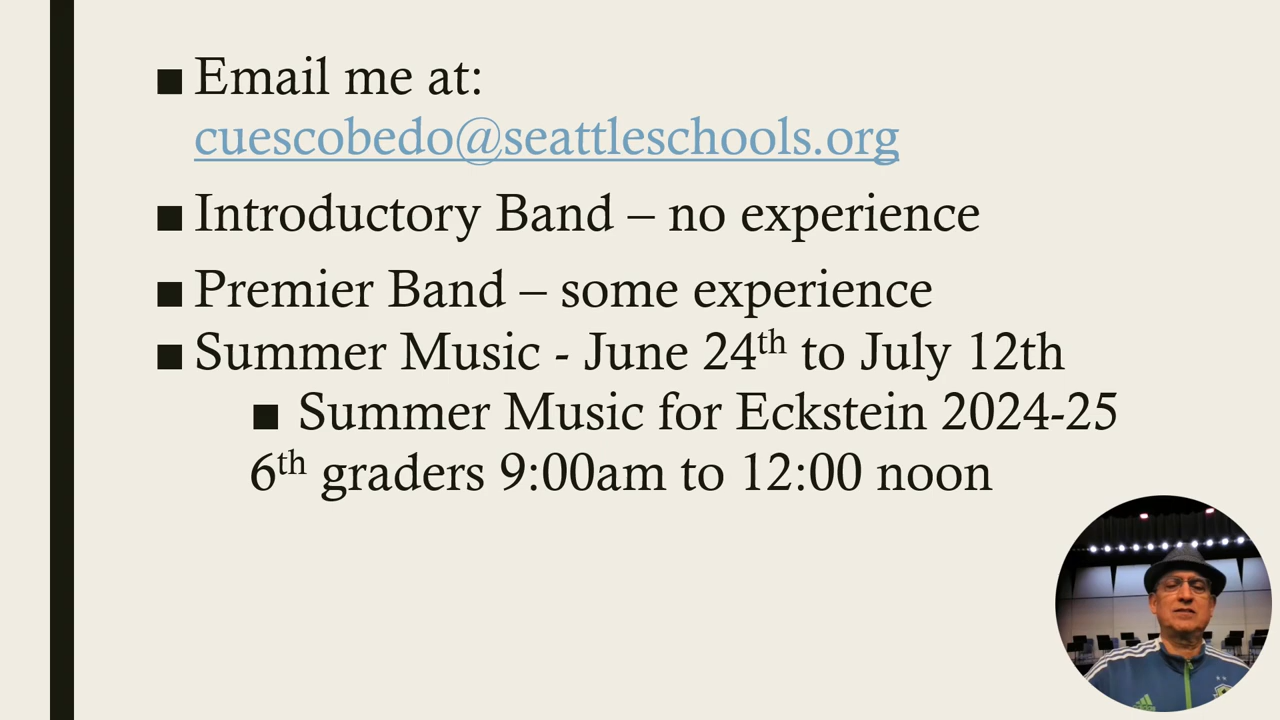 ■ Email me at:
cuescobedo@seattleschools.org
■ Introductory Band – no experience
■ Premier Band – some experience
■ Summer Music - June 24th to July 12th
■ Summer Music for Eckstein 2024-25
6th graders 9:00am to 12:00 noon